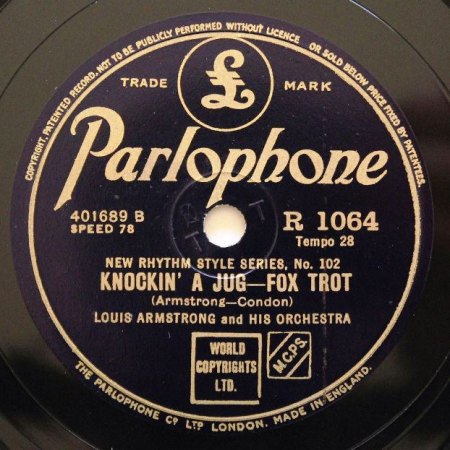 COPYRIGHT, PATENTED RECORD, NOT TO BE PUBLICLY PERFORMED WITHOUT LICENCE OR SOLD BELOW PRICE FIXED BY PATENTEES.
TRADE MARK
£
Parlophone
401689 B
SPEED 78
R 1064
Tempo 28
NEW RHYTHM STYLE SERIES, No. 102
KNOCKIN' A JUG—FOX TROT
(Armstrong—Condon)
LOUIS ARMSTRONG and HIS ORCHESTRA
WORLD
COPYRIGHTS
LTD.
M.C.P.S.
THE PARLOPHONE Co LTD LONDON. MADE IN ENGLAND.